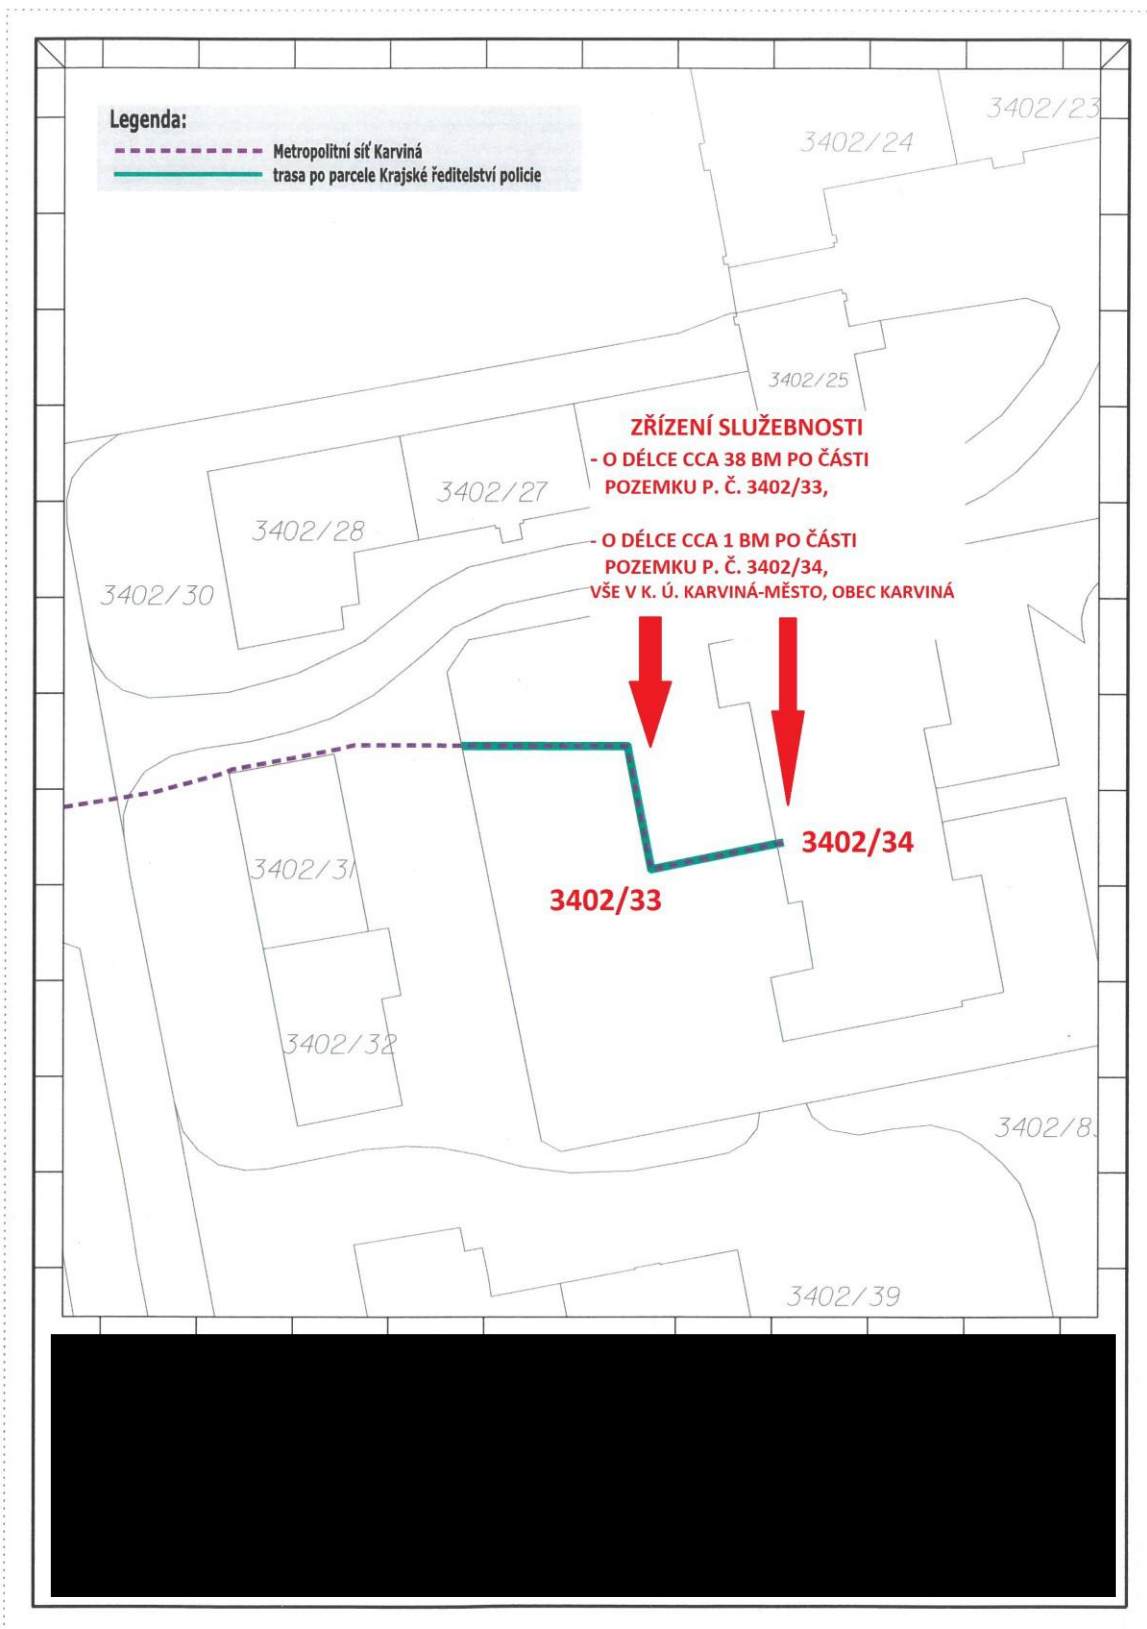 Legenda:
Metropolitní síť Karviná
trasa po parcele Krajské ředitelství policie
3402/23
3402/24
3402/25
ZŘÍZENÍ SLUŽEBNOSTI
- O DÉLCE CCA 38 BM PO ČÁSTI
POZEMKU P. Č. 3402/33,
3402/27
3402/28
- O DÉLCE CCA 1 BM PO ČÁSTI
POZEMKU P. Č. 3402/34,
VŠE V K. Ú. KARVINÁ-MĚSTO, OBEC KARVINÁ
3402/30
3402/34
3402/31
3402/33
3402/32
3402/8
3402/39